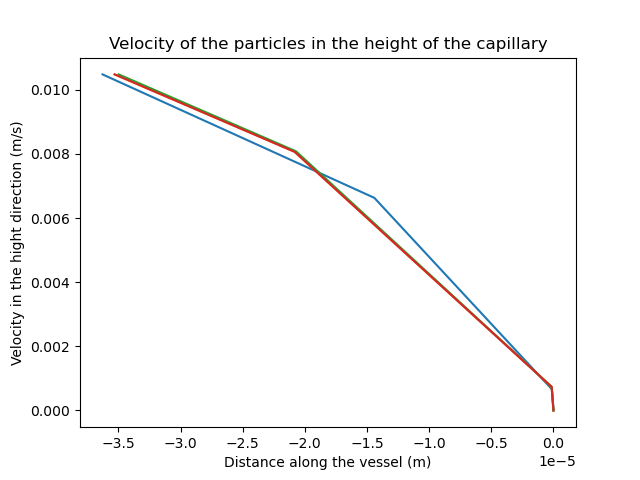 Velocity of the particles in the height of the capillary
0.010
0.008
0.006
0.004
0.002
0.000
Velocity in the hight direction (m/s)
−3.5 −3.0 −2.5 −2.0 −1.5 −1.0 −0.5 0.0
1e−5
Distance along the vessel (m)